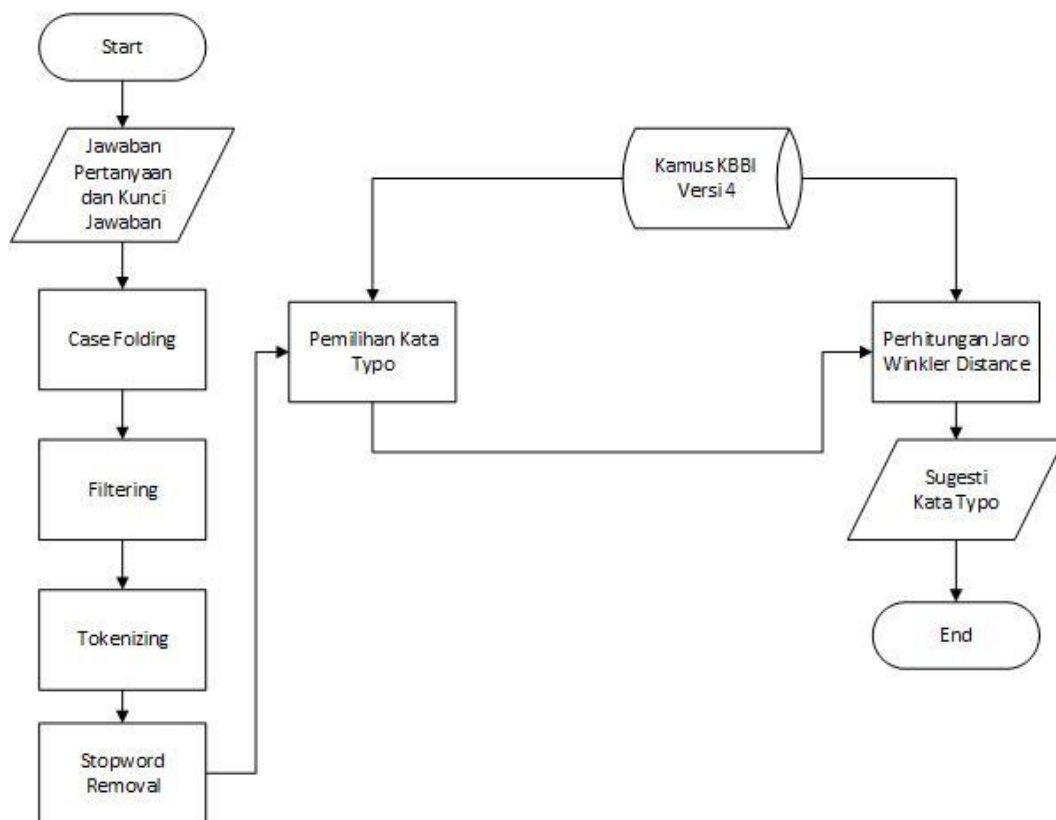 Start
Jawaban
Pertanyaan
dan Kunci
Jawaban
Case Folding
Filtering
Tokenizing
Stopword
Removal
Pemilihan Kata
Typo
Kamus KBBI
Versi 4
Perhitungan Jaro
Winkler Distance
Sugesti
Kata Typo
End